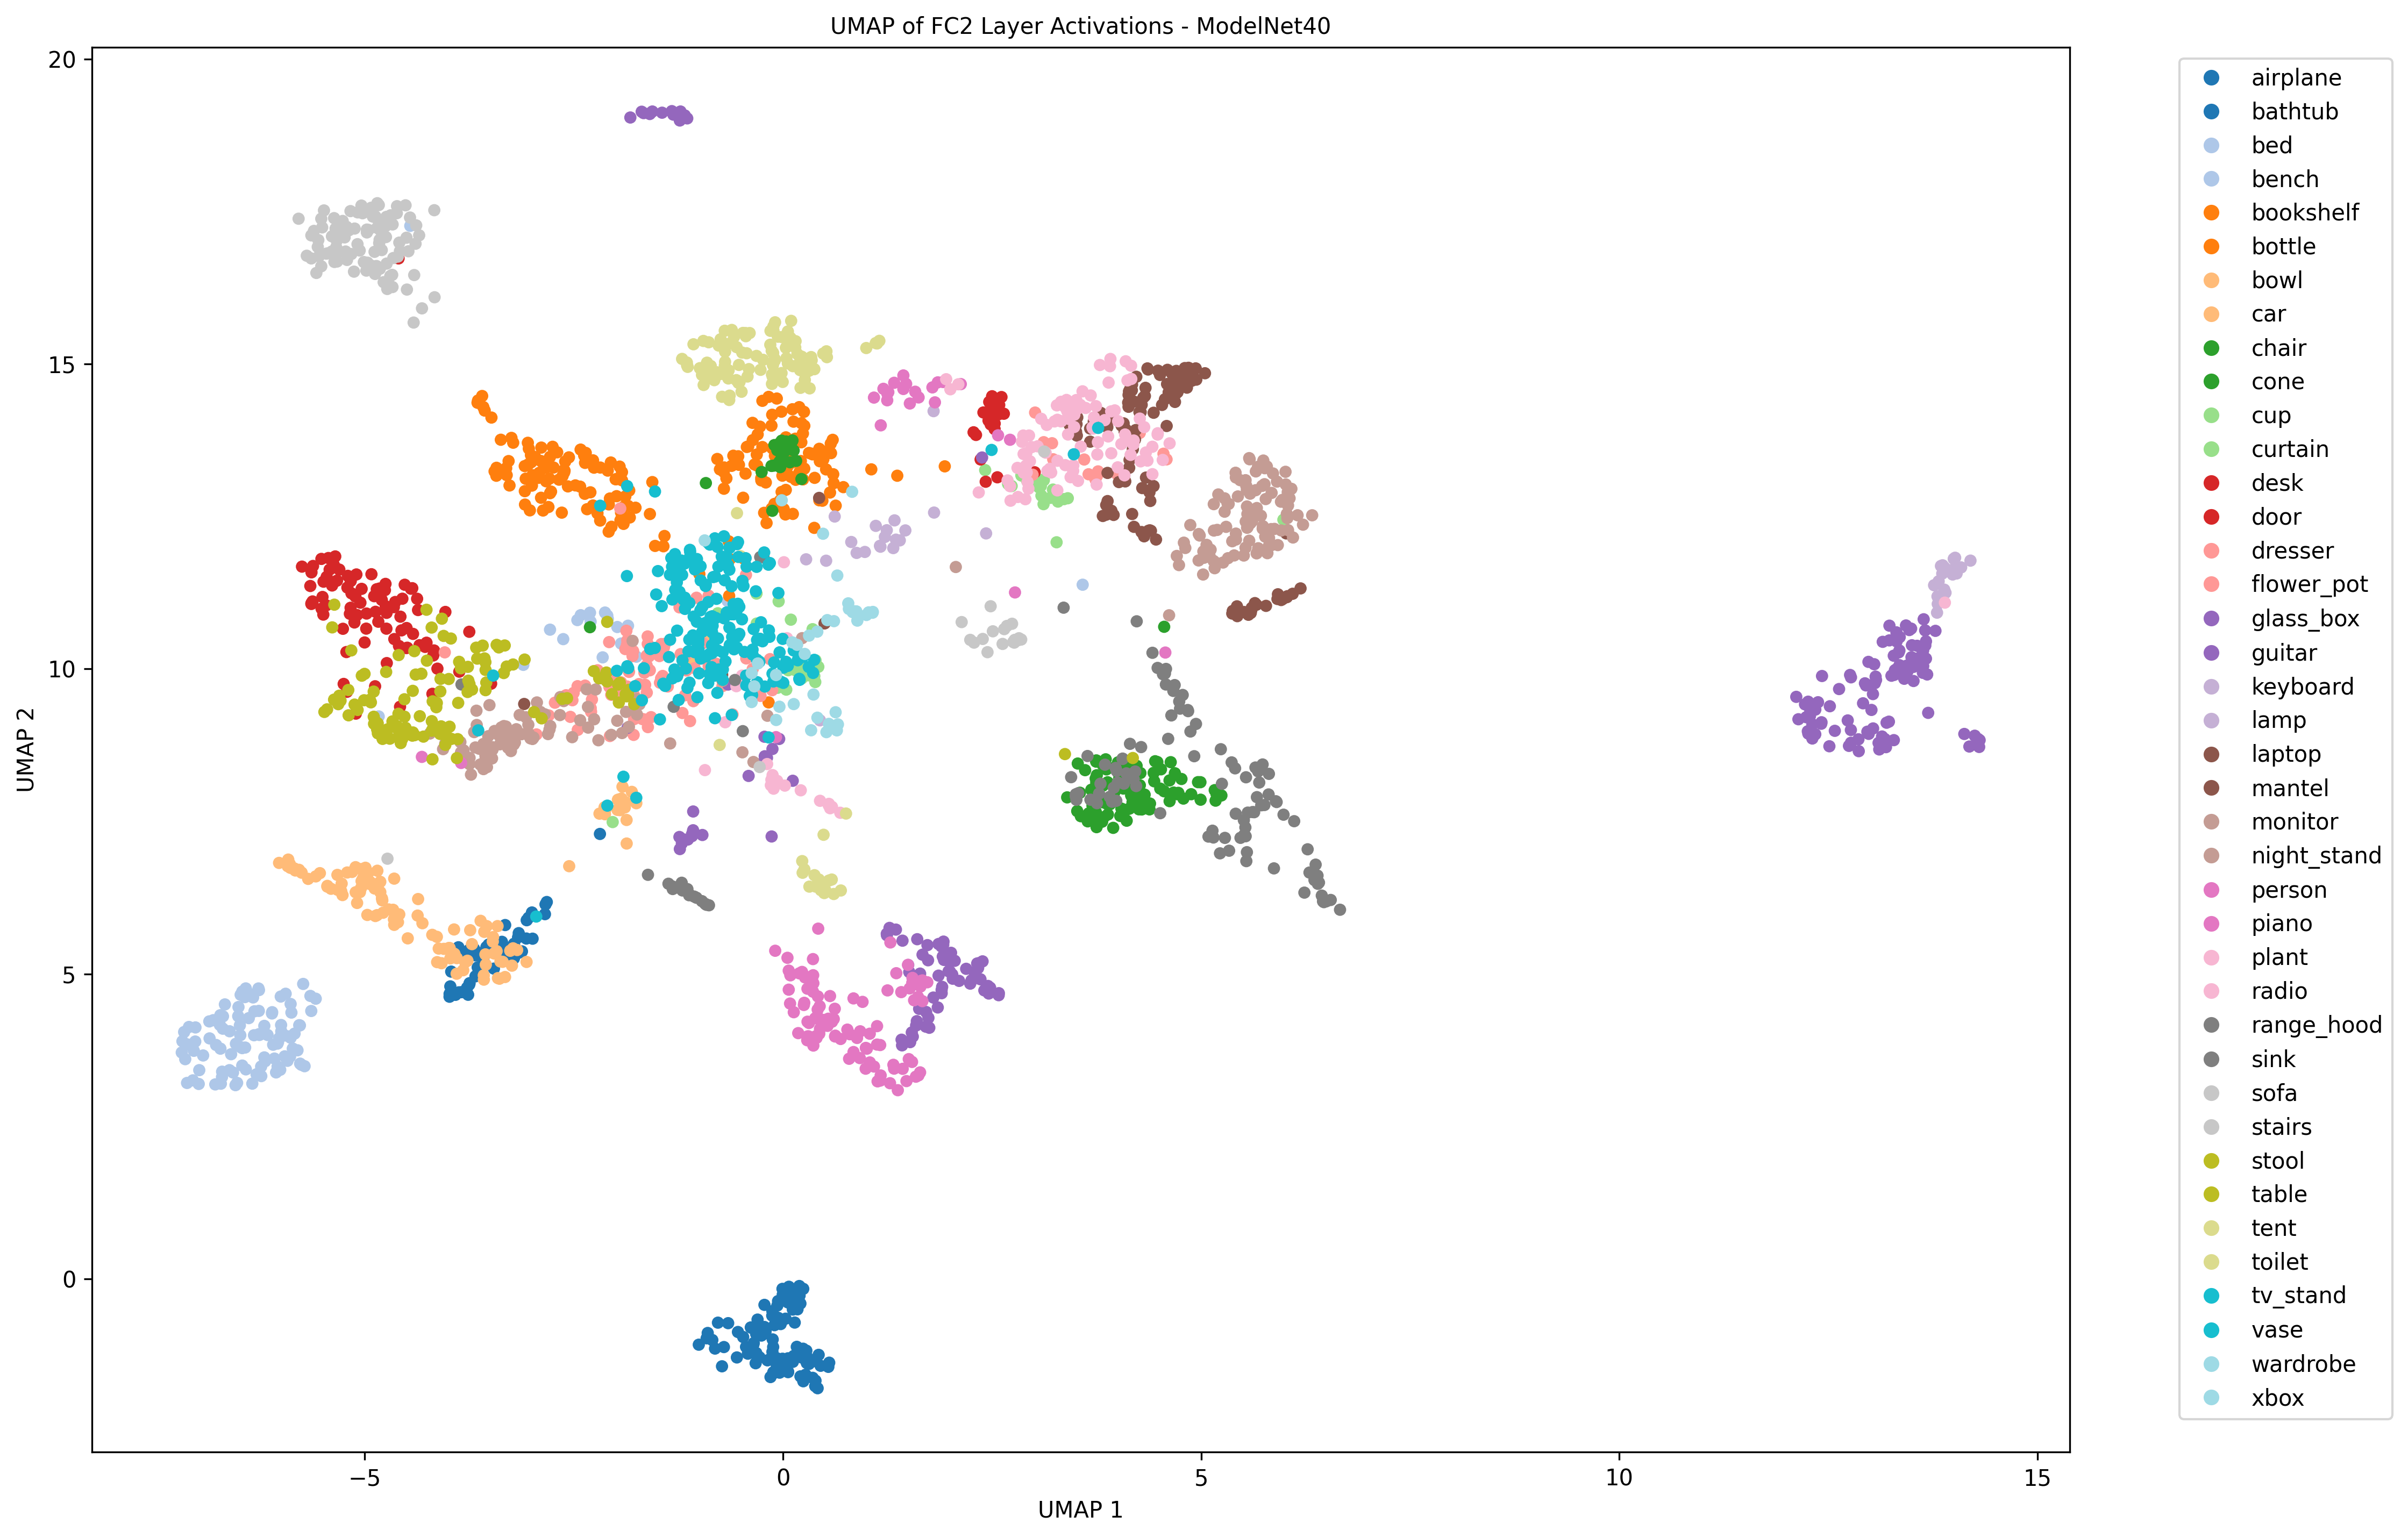 UMAP of FC2 Layer Activations - ModelNet40
20
15
10
5
0
UMAP 2
−5
0
5
10
15
UMAP 1
airplane
bathtub
bed
bench
bookshelf
bottle
bowl
car
chair
cone
cup
curtain
desk
door
dresser
flower_pot
glass_box
guitar
keyboard
lamp
laptop
mantel
monitor
night_stand
person
piano
plant
radio
range_hood
sink
sofa
stairs
stool
table
tent
toilet
tv_stand
vase
wardrobe
xbox